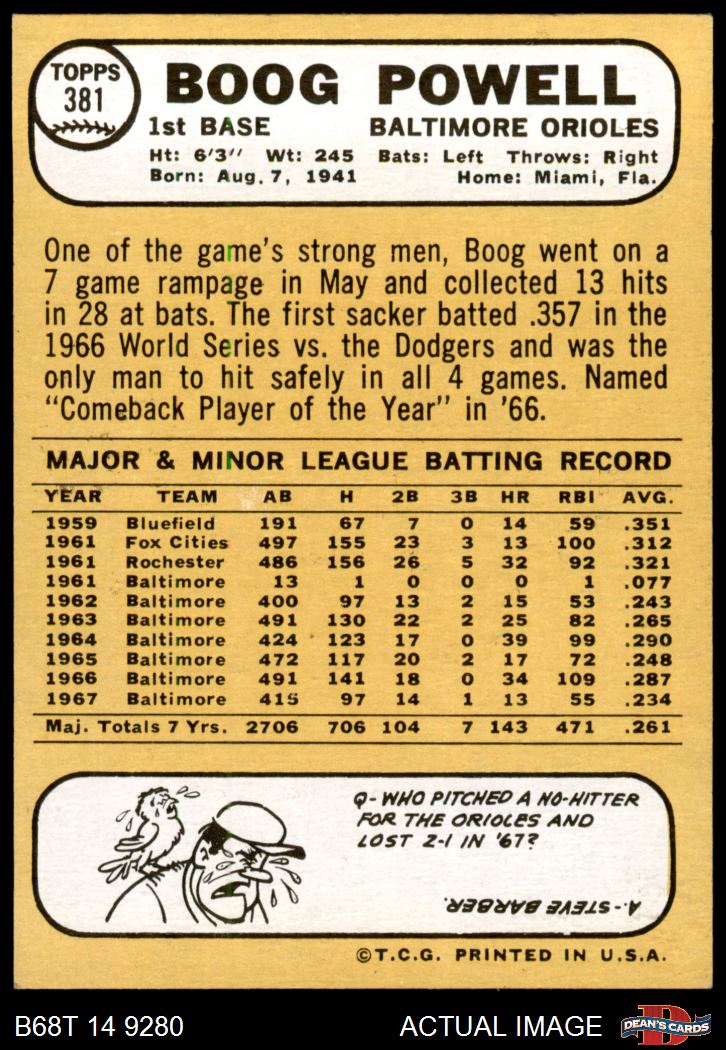 TOPPS
381
BOOG POWELL
1st BASE BALTIMORE ORIOLES
Ht: 6'3" Wt: 245 Bats: Left Throws: Right
Born: Aug. 7, 1941 Home: Miami, Fla.
One of the game's strong men, Boog went on a
7 game rampage in May and collected 13 hits
in 28 at bats. The first sacker batted .357 in the
1966 World Series vs. the Dodgers and was the
only man to hit safely in all 4 games. Named
"Comeback Player of the Year" in '66.
MAJOR & MINOR LEAGUE BATTING RECORD
YEAR TEAM AB H 2B 3B HR RBI AVG.
1959 Bluefield 191 67 7 0 14 59 .351
1961 Fox Cities 497 155 23 3 13 100 .312
1961 Rochester 486 156 26 5 32 92 .321
1961 Baltimore 13 1 0 0 0 1 .077
1962 Baltimore 400 97 13 2 15 53 .243
1963 Baltimore 491 130 22 2 25 82 .265
1964 Baltimore 424 123 17 0 39 99 .290
1965 Baltimore 472 117 20 2 17 72 .248
1966 Baltimore 491 141 18 0 34 109 .287
1967 Baltimore 415 97 14 1 13 55 .234
Maj. Totals 7 Yrs. 2706 706 104 7 143 471 .261
Q- WHO PITCHED A NO-HITTER
FOR THE ORIOLES AND
LOST 2-1 IN '67?
A.- STEVE BARBER.
©T.C.G. PRINTED IN U.S.A.
B68T 14 9280 ACTUAL IMAGE
D
DEAN'S CARDS